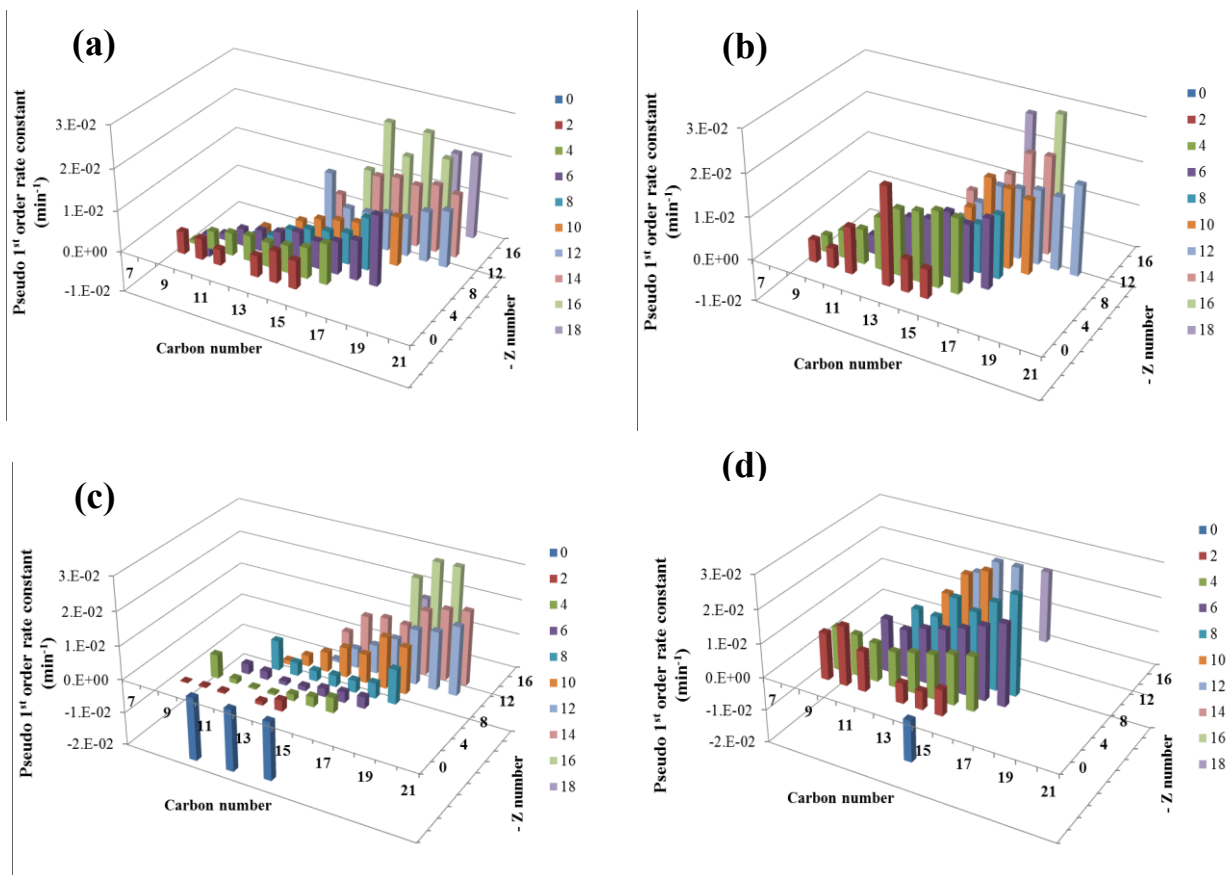 (a)
Pseudo 1st order rate constant
(min-1)
3.E-02
2.E-02
1.E-02
0.E+00
-1.E-02
7
9
11
13
15
17
19
21
Carbon number
0
4
8
12
16
- Z number
0
2
4
6
8
10
12
14
16
18
(b)
Pseudo 1st order rate constant
(min-1)
3.E-02
2.E-02
1.E-02
0.E+00
-1.E-02
7
9
11
13
15
17
19
21
Carbon number
0
4
8
12
16
- Z number
0
2
4
6
8
10
12
14
16
18
(c)
Pseudo 1st order rate constant
(min-1)
3.E-02
2.E-02
1.E-02
0.E+00
-1.E-02
-2.E-02
7
9
11
13
15
17
19
21
Carbon number
0
4
8
12
16
- Z number
0
2
4
6
8
10
12
14
16
18
(d)
Pseudo 1st order rate constant
(min-1)
3.E-02
2.E-02
1.E-02
0.E+00
-1.E-02
-2.E-02
7
9
11
13
15
17
19
21
Carbon number
0
4
8
12
16
- Z number
0
2
4
6
8
10
12
14
16
18